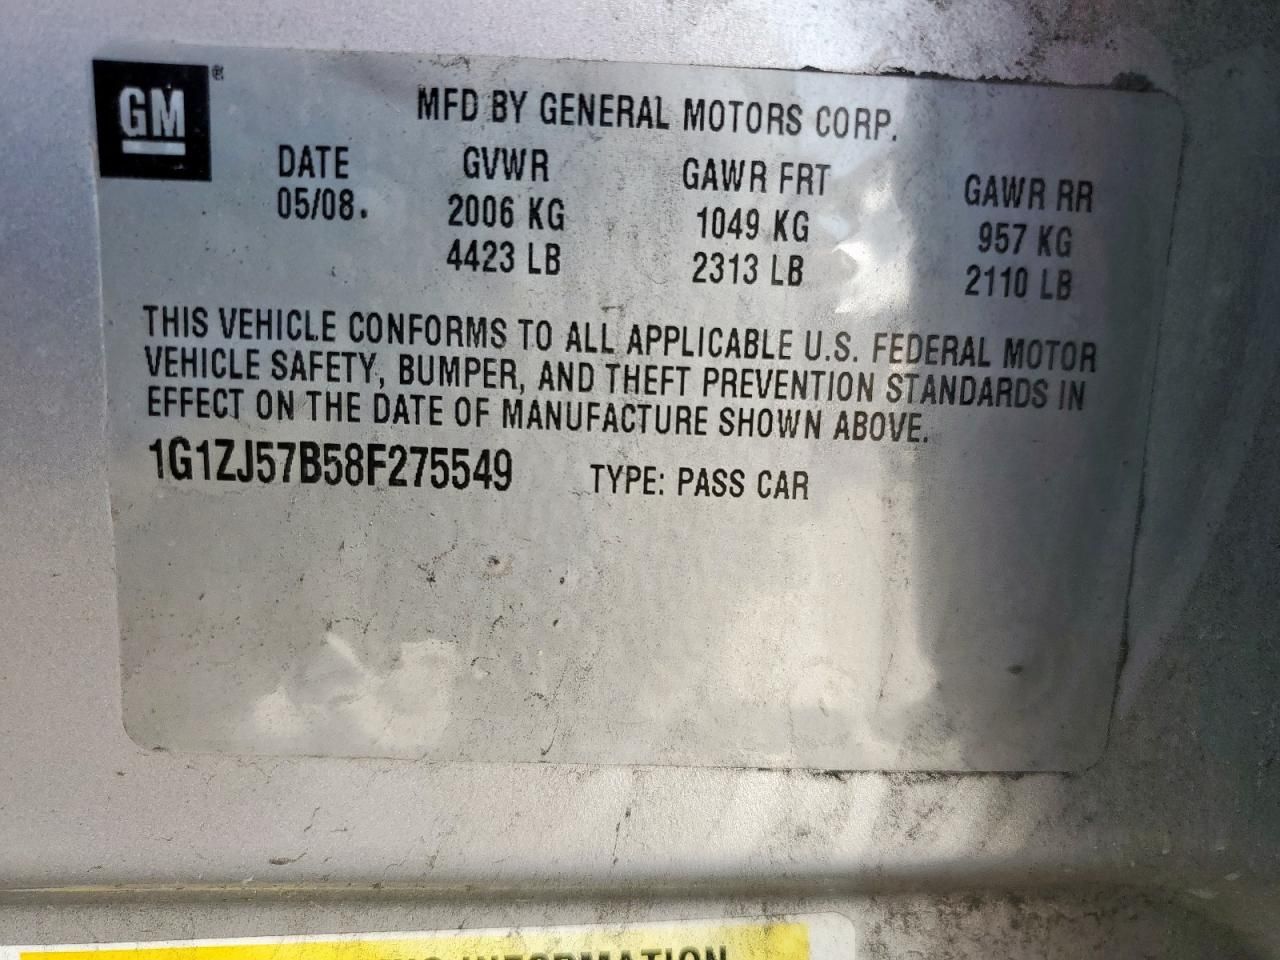 GM ®
MFD BY GENERAL MOTORS CORP.
DATE GVWR GAWR FRT GAWR RR
05/08. 2006 KG 1049 KG 957 KG
4423 LB 2313 LB 2110 LB
THIS VEHICLE CONFORMS TO ALL APPLICABLE U.S. FEDERAL MOTOR
VEHICLE SAFETY, BUMPER, AND THEFT PREVENTION STANDARDS IN
EFFECT ON THE DATE OF MANUFACTURE SHOWN ABOVE.
1G1ZJ57B58F275549 TYPE: PASS CAR
INFORMATION